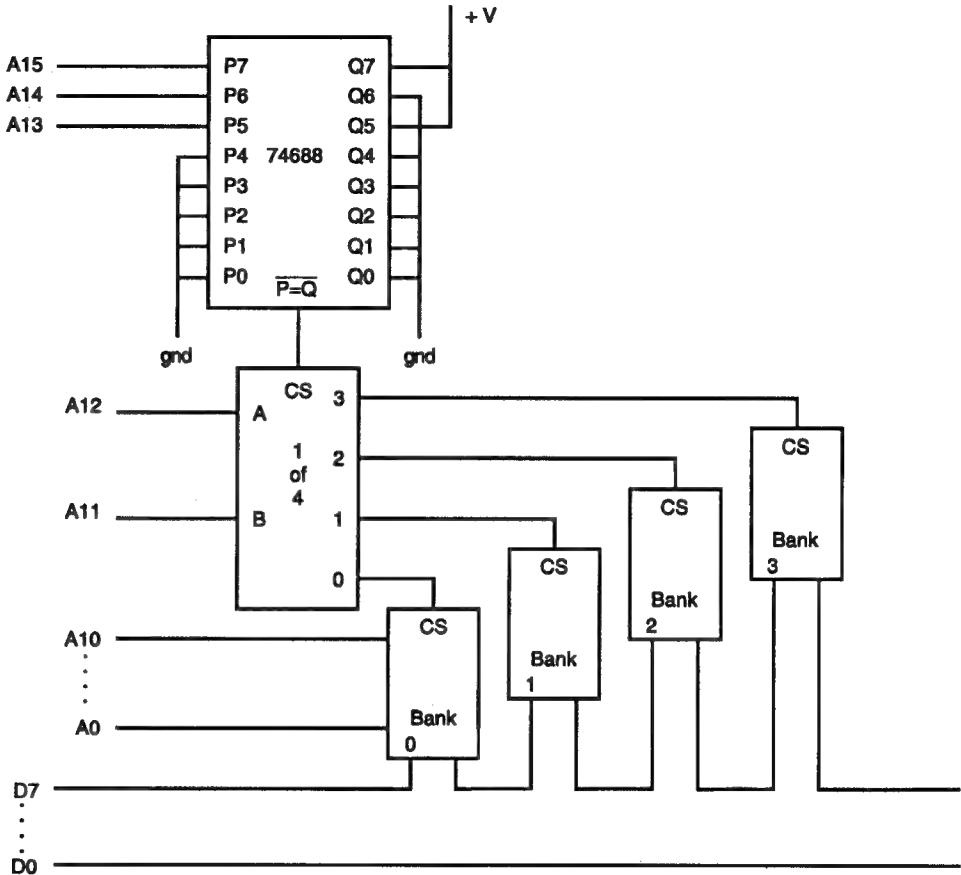 + V
A15 P7 Q7
A14 P6 Q6
A13 P5 Q5
P4 74688 Q4
P3 Q3
P2 Q2
P1 Q1
P0 P=Q Q0
gnd gnd
CS 3
A12 A
1 of 4
2
A11 B 1
0
CS
Bank
3
CS
Bank
2
CS
Bank
1
CS
Bank
0
A10
A0
D7
D0